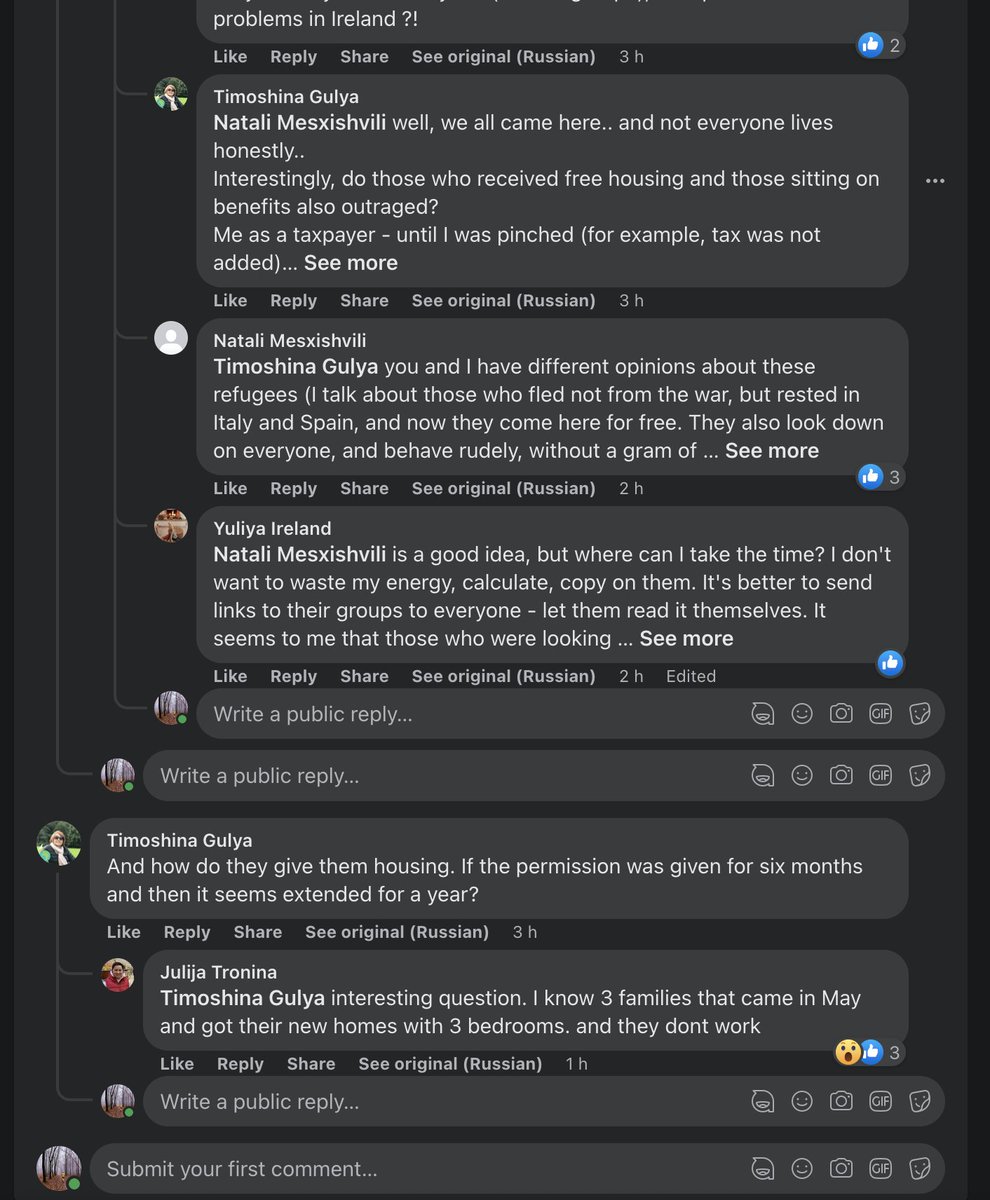 problems in Ireland ?!
Like Reply Share See original (Russian) 3 h
2
Timoshina Gulya
Natali Mesxishvili well, we all came here.. and not everyone lives
honestly..
Interestingly, do those who received free housing and those sitting on
benefits also outraged?
Me as a taxpayer - until I was pinched (for example, tax was not
added)... See more
Like Reply Share See original (Russian) 3 h
Natali Mesxishvili
Timoshina Gulya you and I have different opinions about these
refugees (I talk about those who fled not from the war, but rested in
Italy and Spain, and now they come here for free. They also look down
on everyone, and behave rudely, without a gram of ... See more
3
Like Reply Share See original (Russian) 2 h
Yuliya Ireland
Natali Mesxishvili is a good idea, but where can I take the time? I don't
want to waste my energy, calculate, copy on them. It's better to send
links to their groups to everyone - let them read it themselves. It
seems to me that those who were looking ... See more
Like Reply Share See original (Russian) 2 h Edited
Write a public reply...
GIF
Write a public reply...
GIF
Timoshina Gulya
And how do they give them housing. If the permission was given for six months
and then it seems extended for a year?
Like Reply Share See original (Russian) 3 h
Julija Tronina
Timoshina Gulya interesting question. I know 3 families that came in May
and got their new homes with 3 bedrooms. and they dont work
3
Like Reply Share See original (Russian) 1 h
Write a public reply...
GIF
Submit your first comment...
GIF